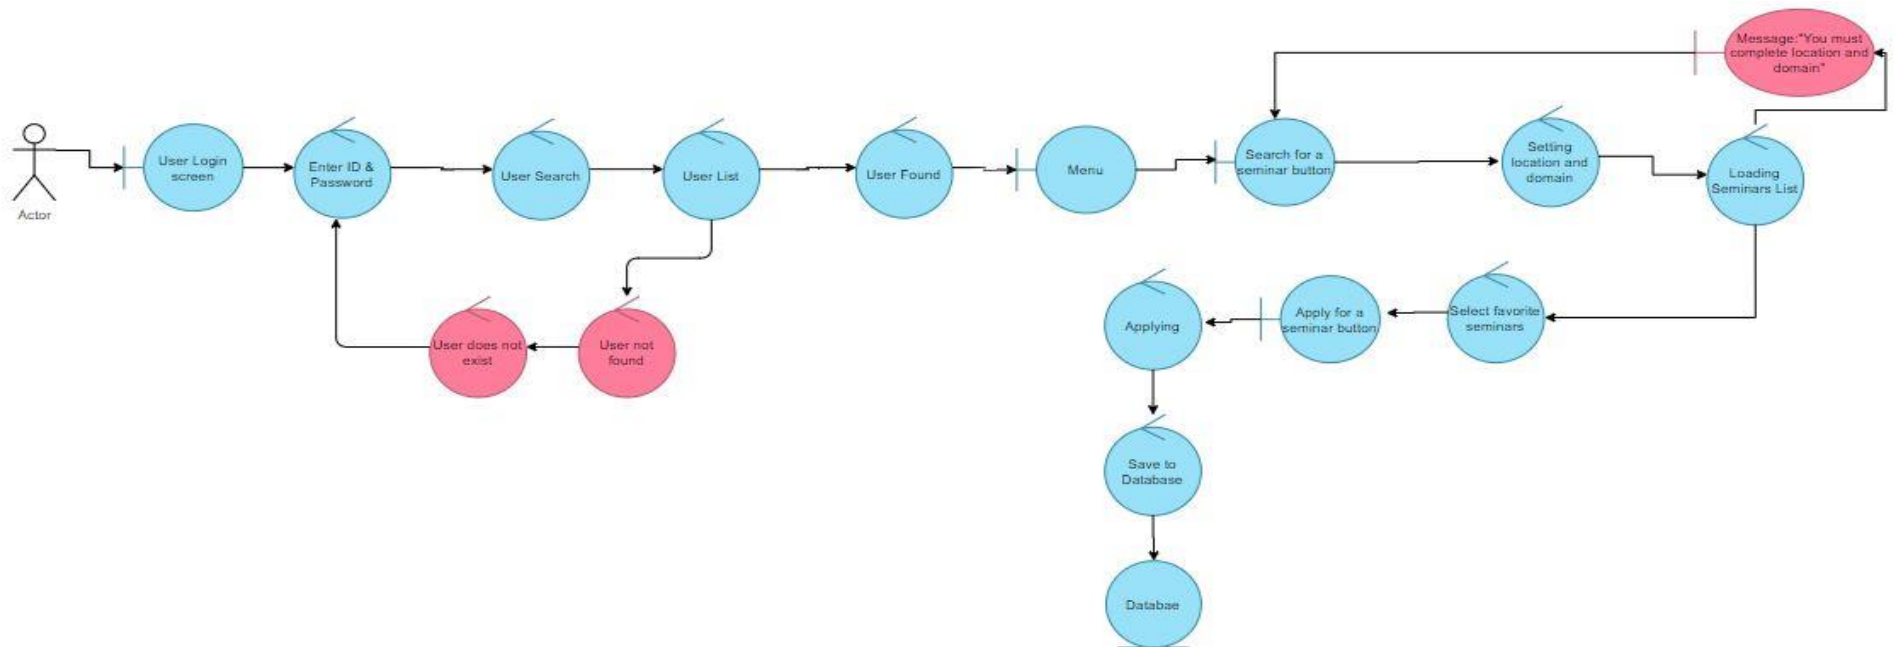 Message:"You must
complete location and
domain"
User Login
screen
Enter ID &
Password
User Search
User List
User Found
Menu
Search for a
seminar button
Setting
location and
domain
Loading
Seminars List
Actor
User does not
exist
User not
found
Applying
Apply for a
seminar button
Select favorite
seminars
Save to
Database
Databae